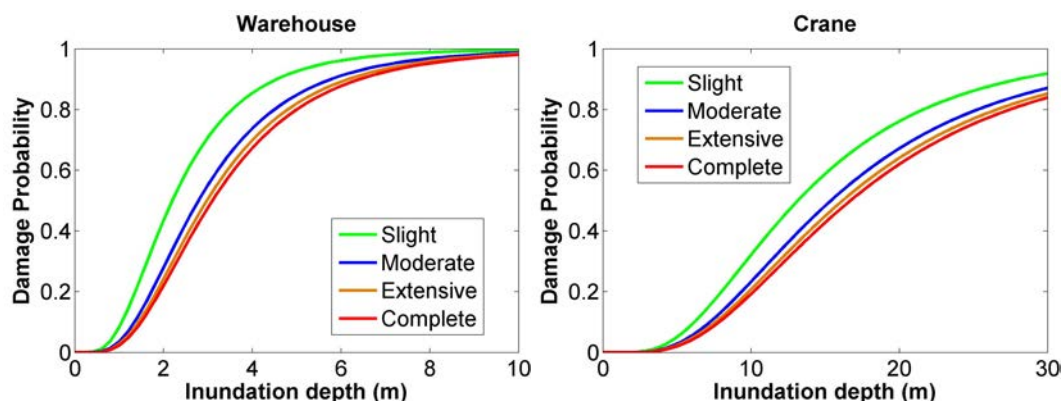 Warehouse
Damage Probability
1
0.8
0.6
0.4
0.2
0
0 2 4 6 8 10
Inundation depth (m)
Slight
Moderate
Extensive
Complete
Crane
Damage Probability
1
0.8
0.6
0.4
0.2
0
0 10 20 30
Inundation depth (m)
Slight
Moderate
Extensive
Complete